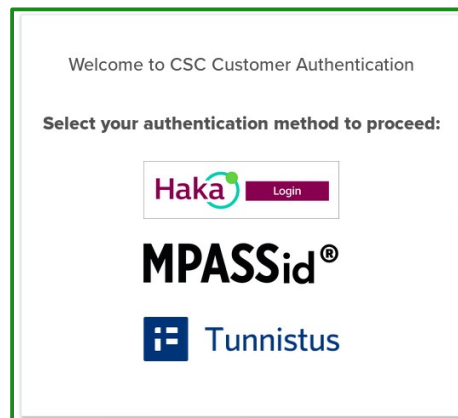 Welcome to CSC Customer Authentication
Select your authentication method to proceed:
Haka Login
MPASSid®
Tunnistus